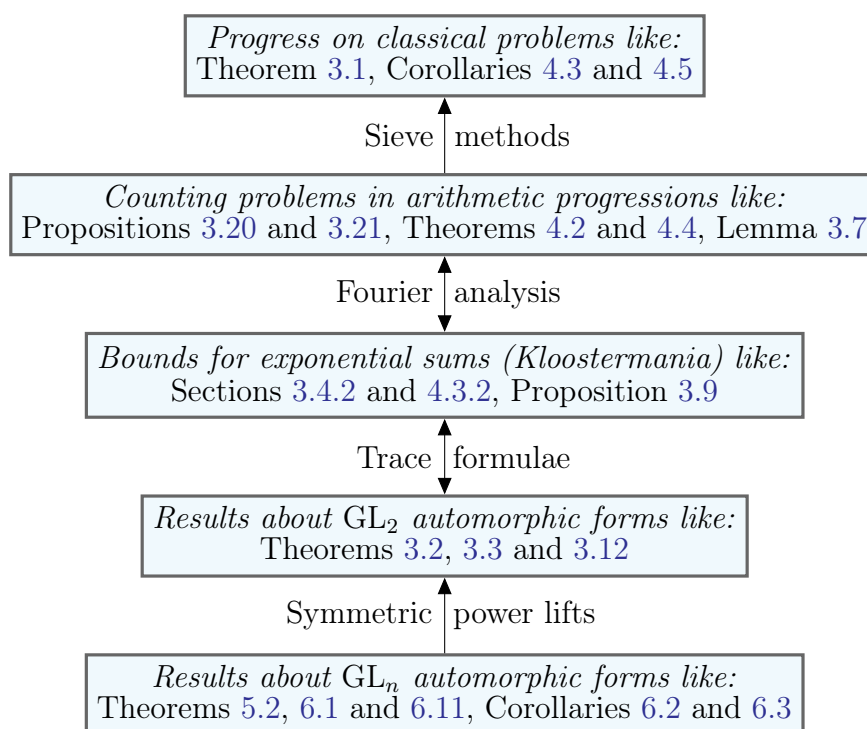 Progress on classical problems like:
Theorem 3.1, Corollaries 4.3 and 4.5
Sieve methods
Counting problems in arithmetic progressions like:
Propositions 3.20 and 3.21, Theorems 4.2 and 4.4, Lemma 3.7
Fourier analysis
Bounds for exponential sums (Kloostermania) like:
Sections 3.4.2 and 4.3.2, Proposition 3.9
Trace formulae
Results about GL₂ automorphic forms like:
Theorems 3.2, 3.3 and 3.12
Symmetric power lifts
Results about GLₙ automorphic forms like:
Theorems 5.2, 6.1 and 6.11, Corollaries 6.2 and 6.3